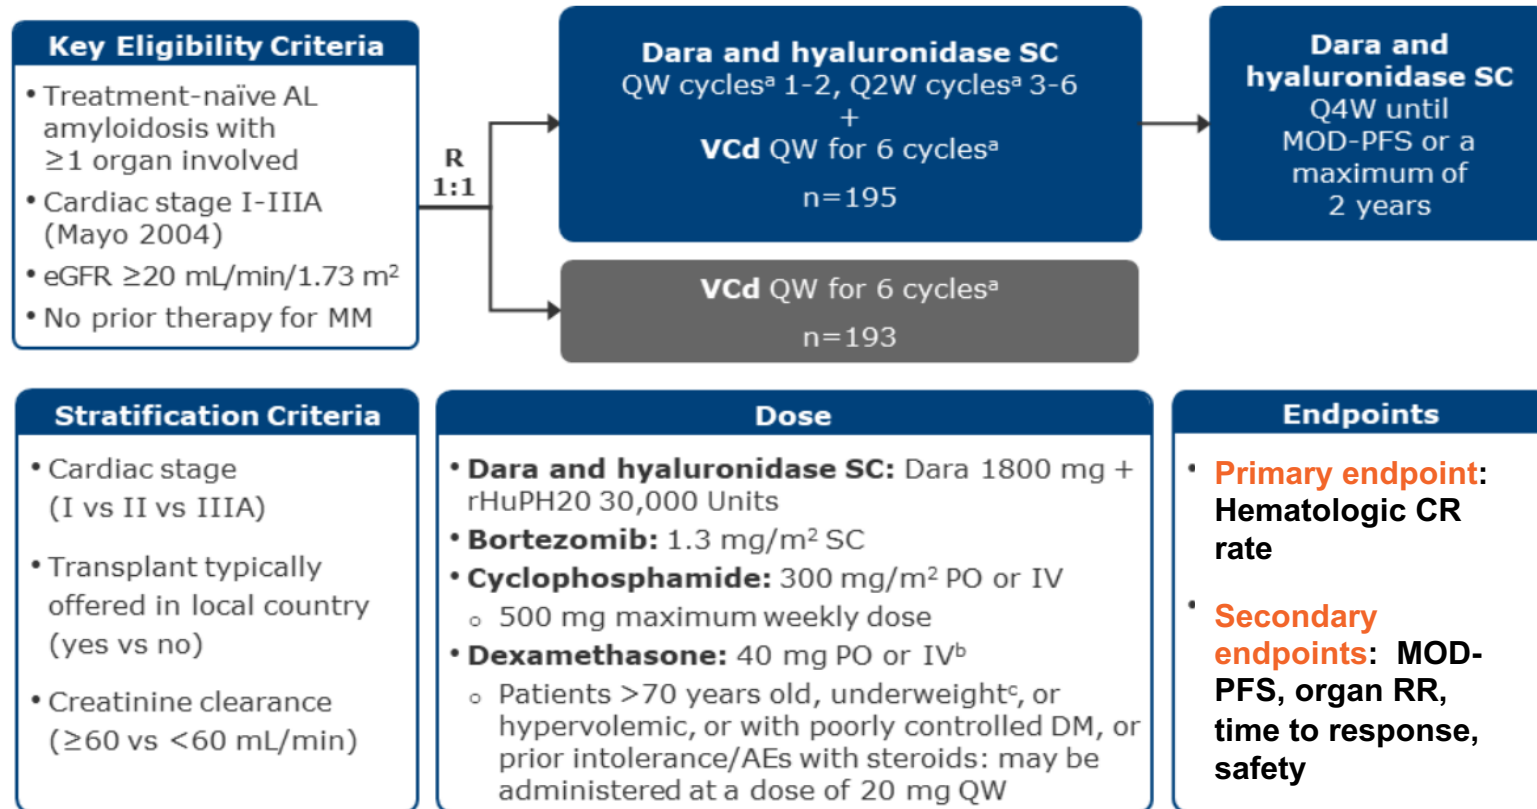 Key Eligibility Criteria
• Treatment-naïve AL
amyloidosis with
≥1 organ involved
• Cardiac stage I-IIIA
(Mayo 2004)
• eGFR ≥20 mL/min/1.73 m²
• No prior therapy for MM
R
1:1
Dara and hyaluronidase SC
QW cyclesᵃ 1-2, Q2W cyclesᵃ 3-6
+
VCd QW for 6 cyclesᵃ
n=195
Dara and
hyaluronidase SC
Q4W until
MOD-PFS or a
maximum of
2 years
VCd QW for 6 cyclesᵃ
n=193
Stratification Criteria
• Cardiac stage
(I vs II vs IIIA)
• Transplant typically
offered in local country
(yes vs no)
• Creatinine clearance
(≥60 vs <60 mL/min)
Dose
• Dara and hyaluronidase SC: Dara 1800 mg +
rHuPH20 30,000 Units
• Bortezomib: 1.3 mg/m² SC
• Cyclophosphamide: 300 mg/m² PO or IV
o 500 mg maximum weekly dose
• Dexamethasone: 40 mg PO or IVᵇ
o Patients >70 years old, underweightᶜ, or
hypervolemic, or with poorly controlled DM, or
prior intolerance/AEs with steroids: may be
administered at a dose of 20 mg QW
Endpoints
• Primary endpoint:
Hematologic CR
rate
• Secondary
endpoints: MOD-
PFS, organ RR,
time to response,
safety